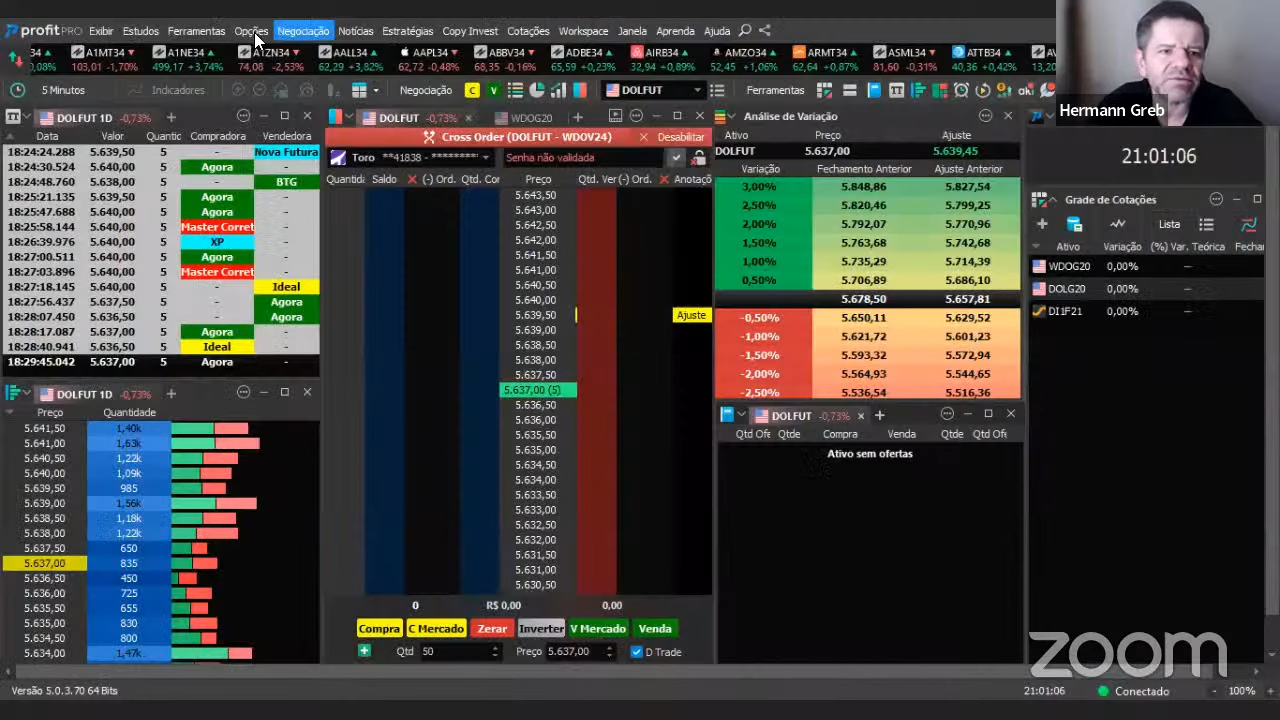 profit PRO Exibir Estudos Ferramentas Opções Negociação Notícias Estratégias Copy Invest Cotações Workspace Janela Aprenda Ajuda
34 A1MT34 A1NE34 A1ZN34 AALL34 AAPL34 ABBV34 ADBE34 AIRB34 AMZO34 ARMT34 ASML34 ATTB34
,08% 103,01 -1,70% 499,17 +3,74% 74,08 -2,53% 62,29 +3,82% 62,72 -0,48% 68,35 -0,16% 65,59 +0,23% 32,94 +0,89% 52,45 +1,06% 62,64 +0,87% 81,60 -0,31% 40,36 +0,42% 13,20
5 Minutos Indicadores Negociação C V DOLFUT Ferramentas
Hermann Greb
DOLFUT 1D -0,73%
Data Valor Quantic Compradora Vendedora
18:24:24.288 5.639,50 5 - Nova Futura
18:24:30.524 5.640,00 5 Agora -
18:24:48.760 5.638,00 5 - BTG
18:25:21.135 5.639,50 5 Agora -
18:25:47.688 5.640,00 5 Agora -
18:25:58.144 5.640,00 5 Master Corret -
18:26:39.976 5.640,00 5 XP -
18:27:00.511 5.640,00 5 Agora -
18:27:03.896 5.640,00 5 Master Corret -
18:27:18.145 5.640,00 5 - Ideal
18:27:56.437 5.637,50 5 - Agora
18:28:07.450 5.636,50 5 - Agora
18:28:17.087 5.637,00 5 Agora -
18:28:40.941 5.636,50 5 Ideal -
18:29:45.042 5.637,00 5 Agora -
DOLFUT 1D -0,73%
Preço Quantidade
5.641,50 1,40k
5.641,00 1,63k
5.640,50 1,22k
5.640,00 1,09k
5.639,50 985
5.639,00 1,56k
5.638,50 1,18k
5.638,00 1,22k
5.637,50 650
5.637,00 835
5.636,50 450
5.636,00 725
5.635,50 655
5.635,00 830
5.634,50 800
5.634,00 1,47k
DOLFUT -0,73% WDOG20
Cross Order (DOLFUT - WDOV24) Desabilitar
Toro **41838 - ******** Senha não validada
Quantid Saldo (-) Ord. Qtd. Cor Preço Qtd. Ver (-) Ord. Anotaçõ
5.643,50
5.643,00
5.642,50
5.642,00
5.641,50
5.641,00
5.640,50
5.640,00
5.639,50 Ajuste
5.639,00
5.638,50
5.638,00
5.637,50
5.637,00 (5)
5.636,50
5.636,00
5.635,50
5.635,00
5.634,50
5.634,00
5.633,50
5.633,00
5.632,50
5.632,00
5.631,50
5.631,00
5.630,50
0 R$ 0,00 0,00
Compra C Mercado Zerar Inverter V Mercado Venda
Qtd 50 Preço 5.637,00 D Trade
Análise de Variação
Ativo Preço Ajuste
DOLFUT 5.637,00 5.639,45
Variação Fechamento Anterior Ajuste Anterior
3,00% 5.848,86 5.827,54
2,50% 5.820,46 5.799,25
2,00% 5.792,07 5.770,96
1,50% 5.763,68 5.742,68
1,00% 5.735,29 5.714,39
0,50% 5.706,89 5.686,10
5.678,50 5.657,81
-0,50% 5.650,11 5.629,52
-1,00% 5.621,72 5.601,23
-1,50% 5.593,32 5.572,94
-2,00% 5.564,93 5.544,65
-2,50% 5.536,54 5.516,36
DOLFUT -0,73%
Qtd Ofe Qtde Compra Venda Qtde Qtd Ofe
Ativo sem ofertas
21:01:06
Grade de Cotações
Lista
Ativo Variação (%) Var. Teórica Fechar
WDOG20 0,00% —
DOLG20 0,00% —
DI1F21 0,00% —
zoom
Versão 5.0.3.70 64 Bits 21:01:06 Conectado - 100% +